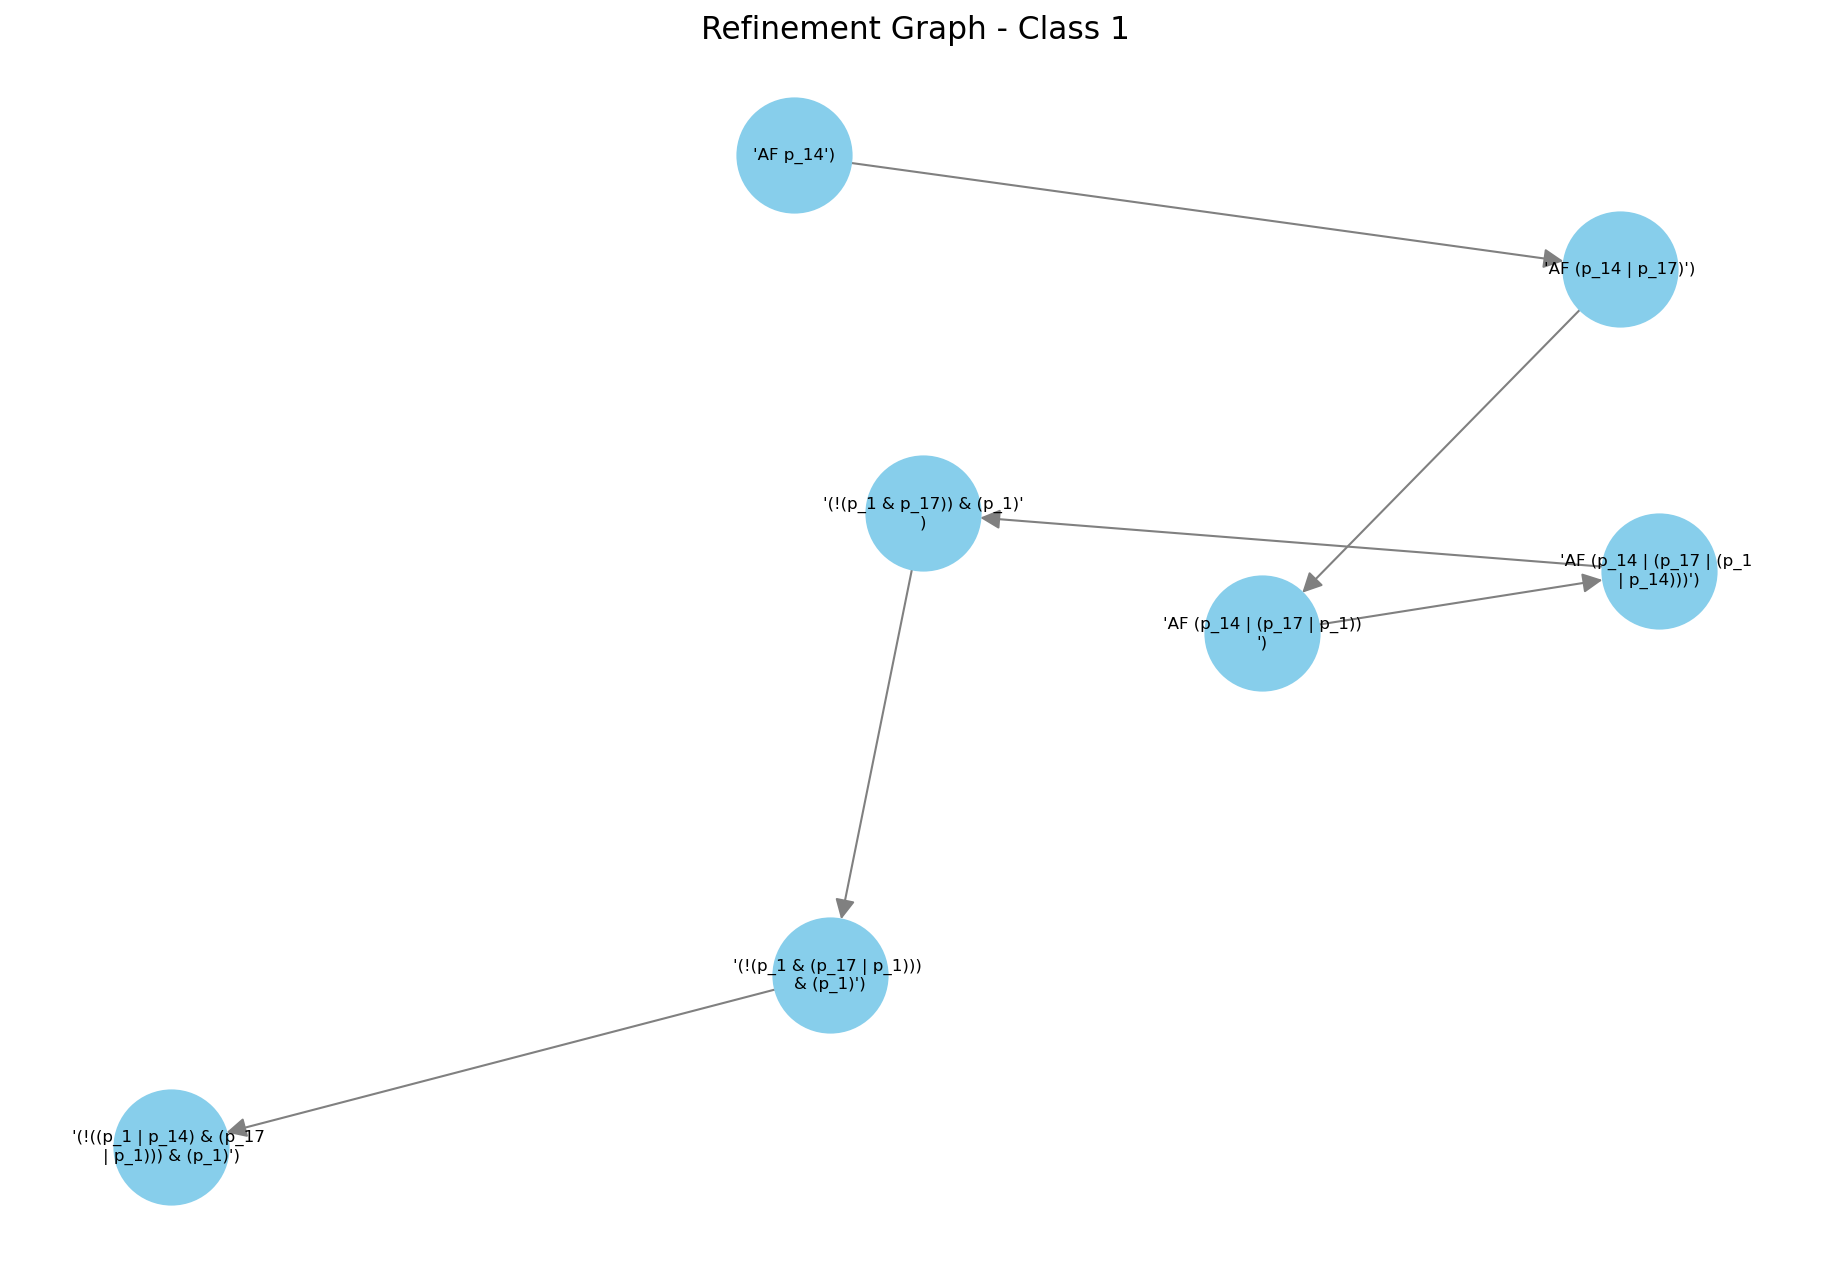 Refinement Graph - Class 1
'AF p_14')
'AF (p_14 | p_17)')
'(!(p_1 & p_17)) & (p_1)'
)
'AF (p_14 | (p_17 | (p_1
| p_14)))')
'AF (p_14 | (p_17 | p_1))
')
'(!(p_1 & (p_17 | p_1)))
& (p_1)')
'(!((p_1 | p_14) & (p_17
| p_1))) & (p_1)')